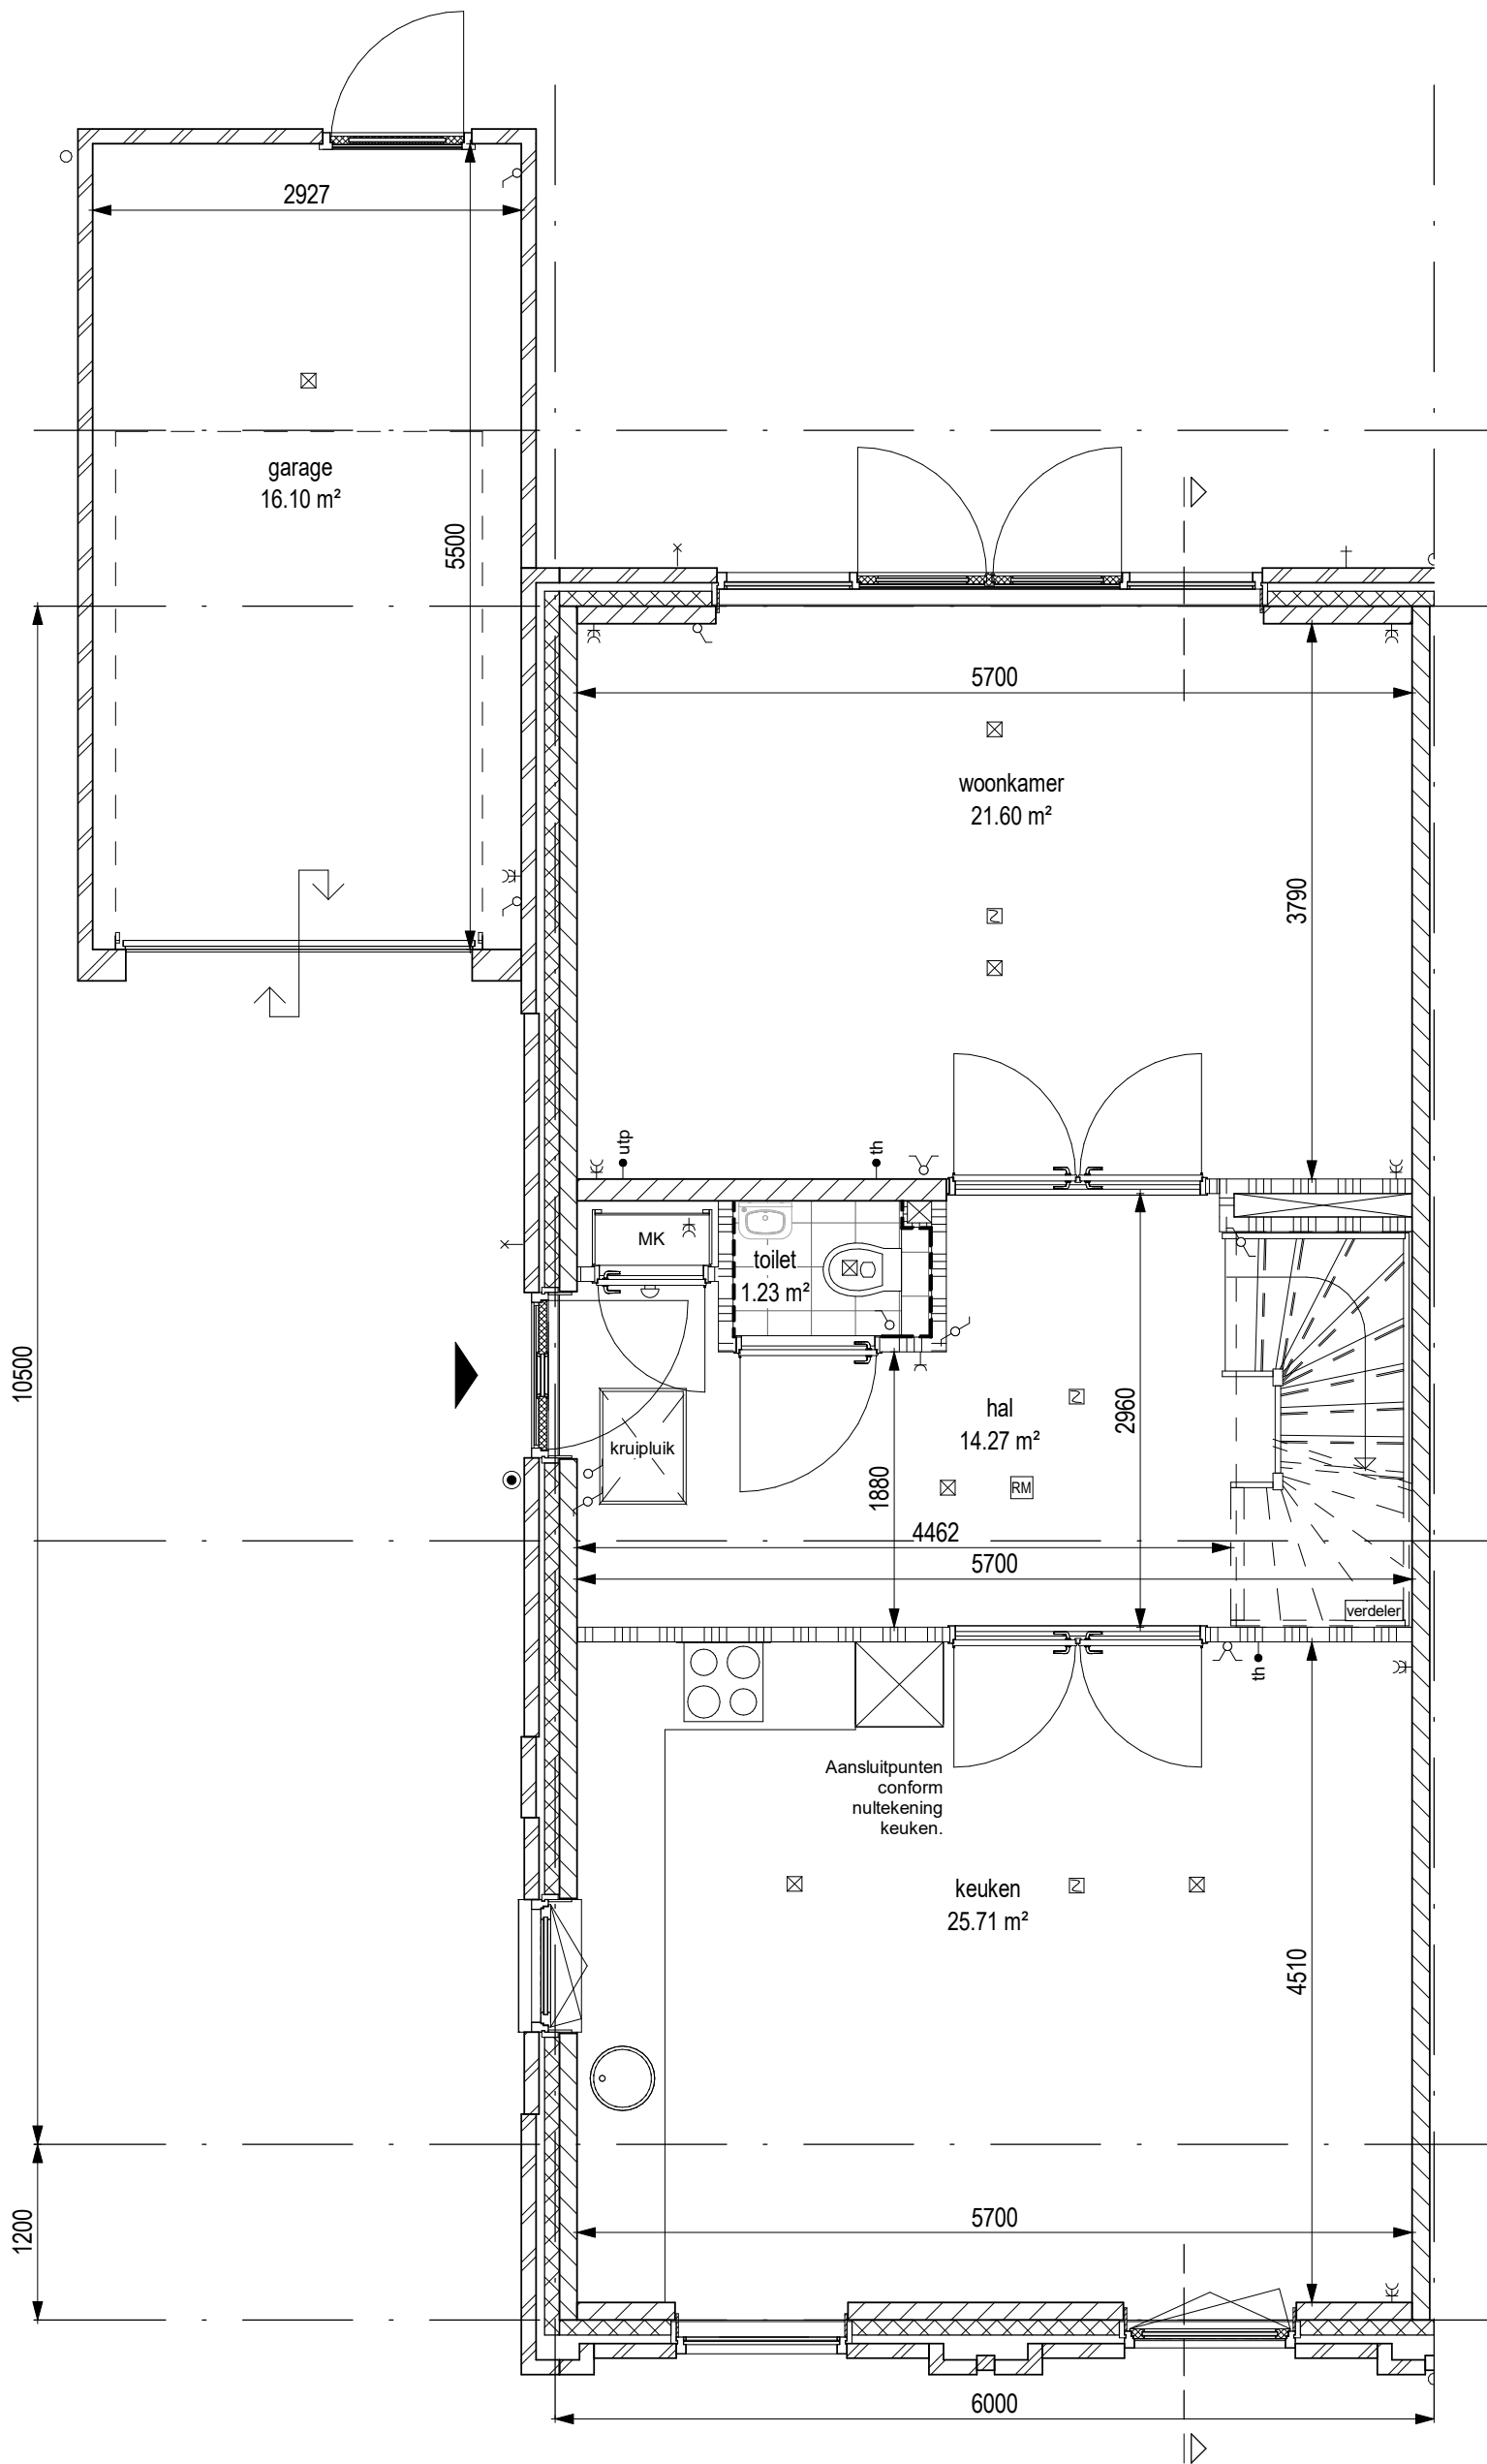 2927
garage
16.10 m²
5500
5700
woonkamer
21.60 m²
3790
utp
th
MK
toilet
1.23 m²
10500
kruipluik
hal
14.27 m²
2960
1880
RM
4462
5700
verdeler
th
Aansluitpunten
conform
nultekening
keuken.
keuken
25.71 m²
4510
1200
5700
6000